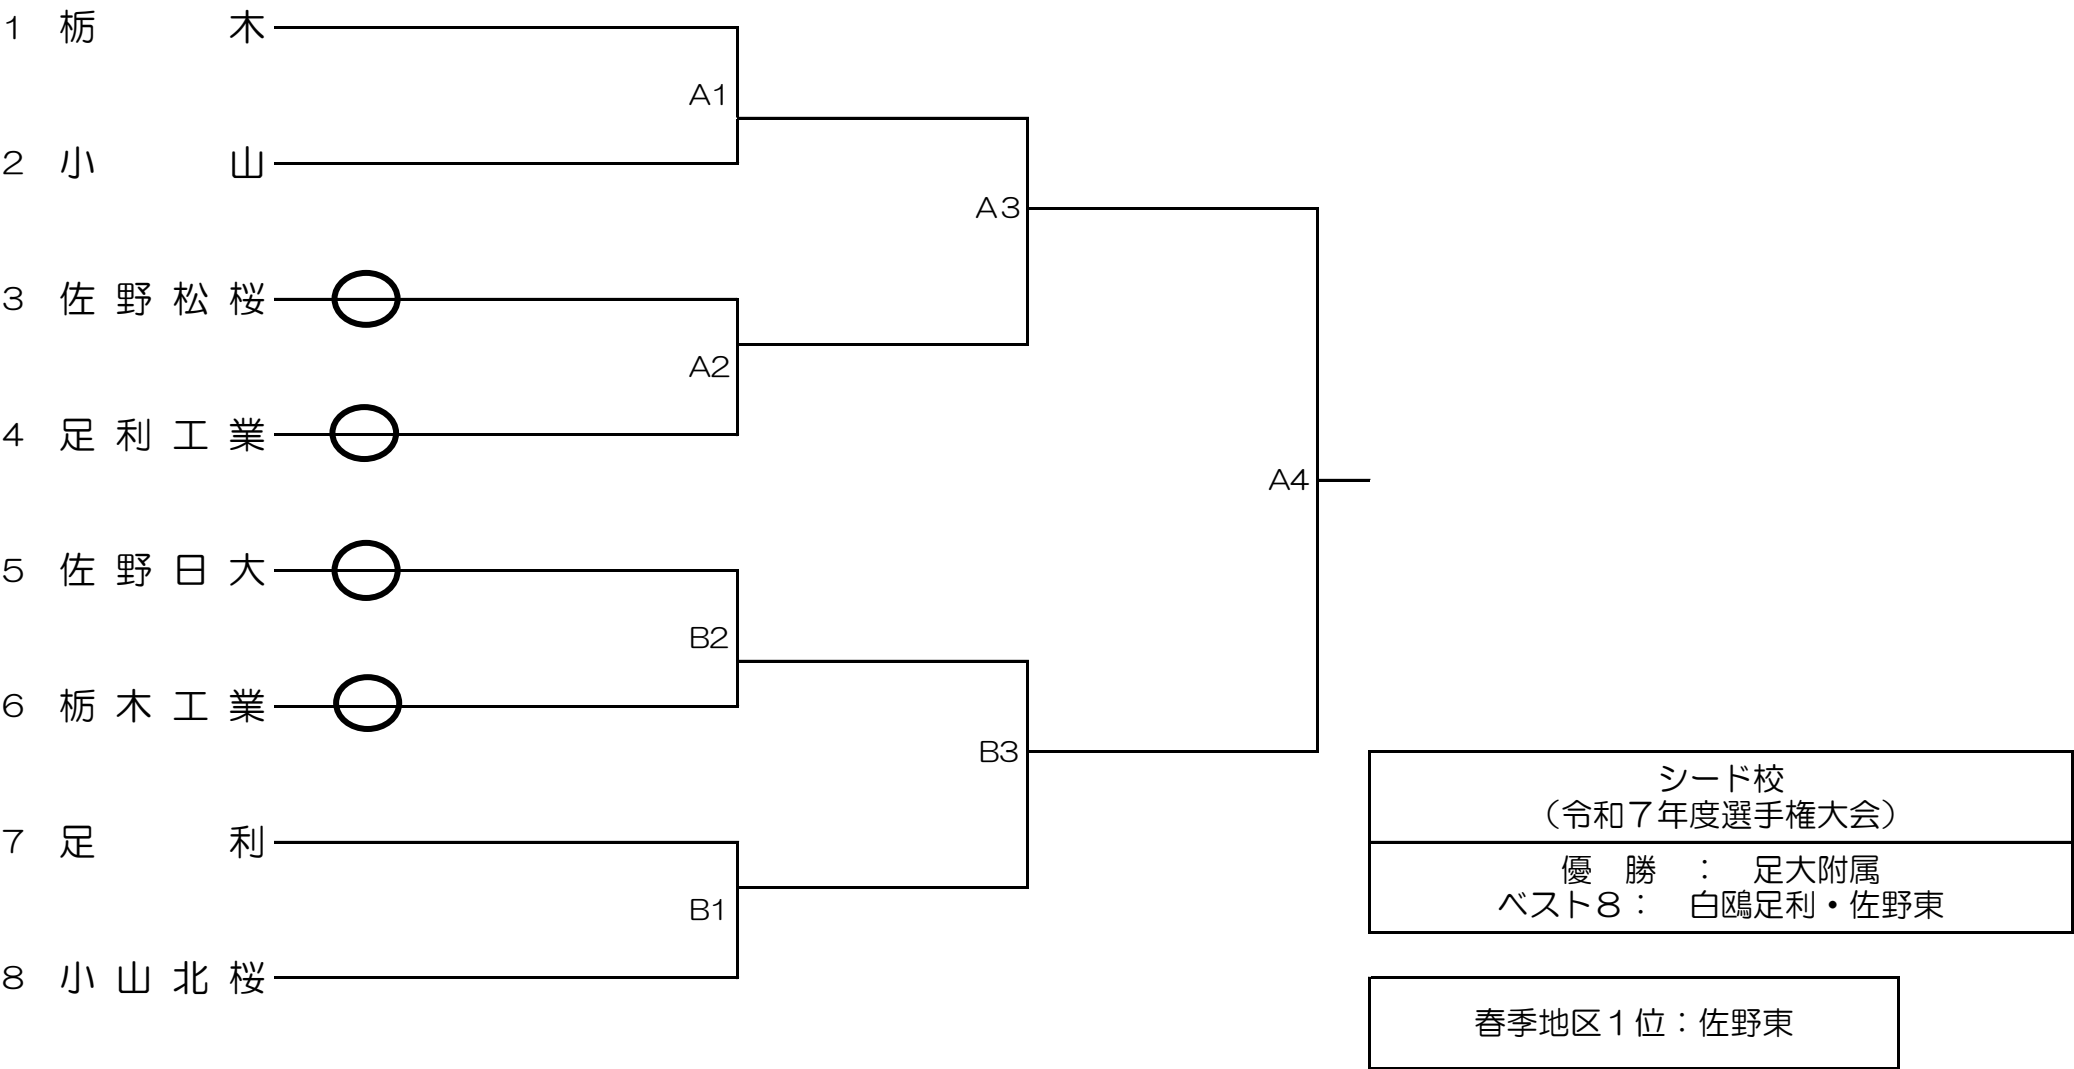 1 栃木
A1
2 小山
A3
3 佐野松桜
A2
4 足利工業
A4
5 佐野日大
B2
6 栃木工業
B3
シード校
（令和７年度選手権大会）
7 足利
優　勝　：　足大附属
ベスト８：　白鴎足利・佐野東
B1
8 小山北桜
春季地区１位：佐野東